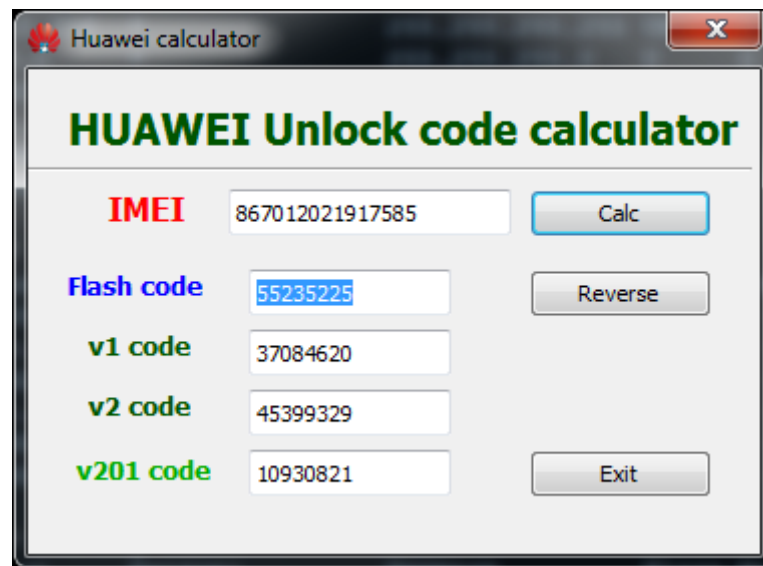 Huawei calculator
HUAWEI Unlock code calculator
IMEI 867012021917585 Calc
Flash code 55235225 Reverse
v1 code 37084620
v2 code 45399329
v201 code 10930821 Exit